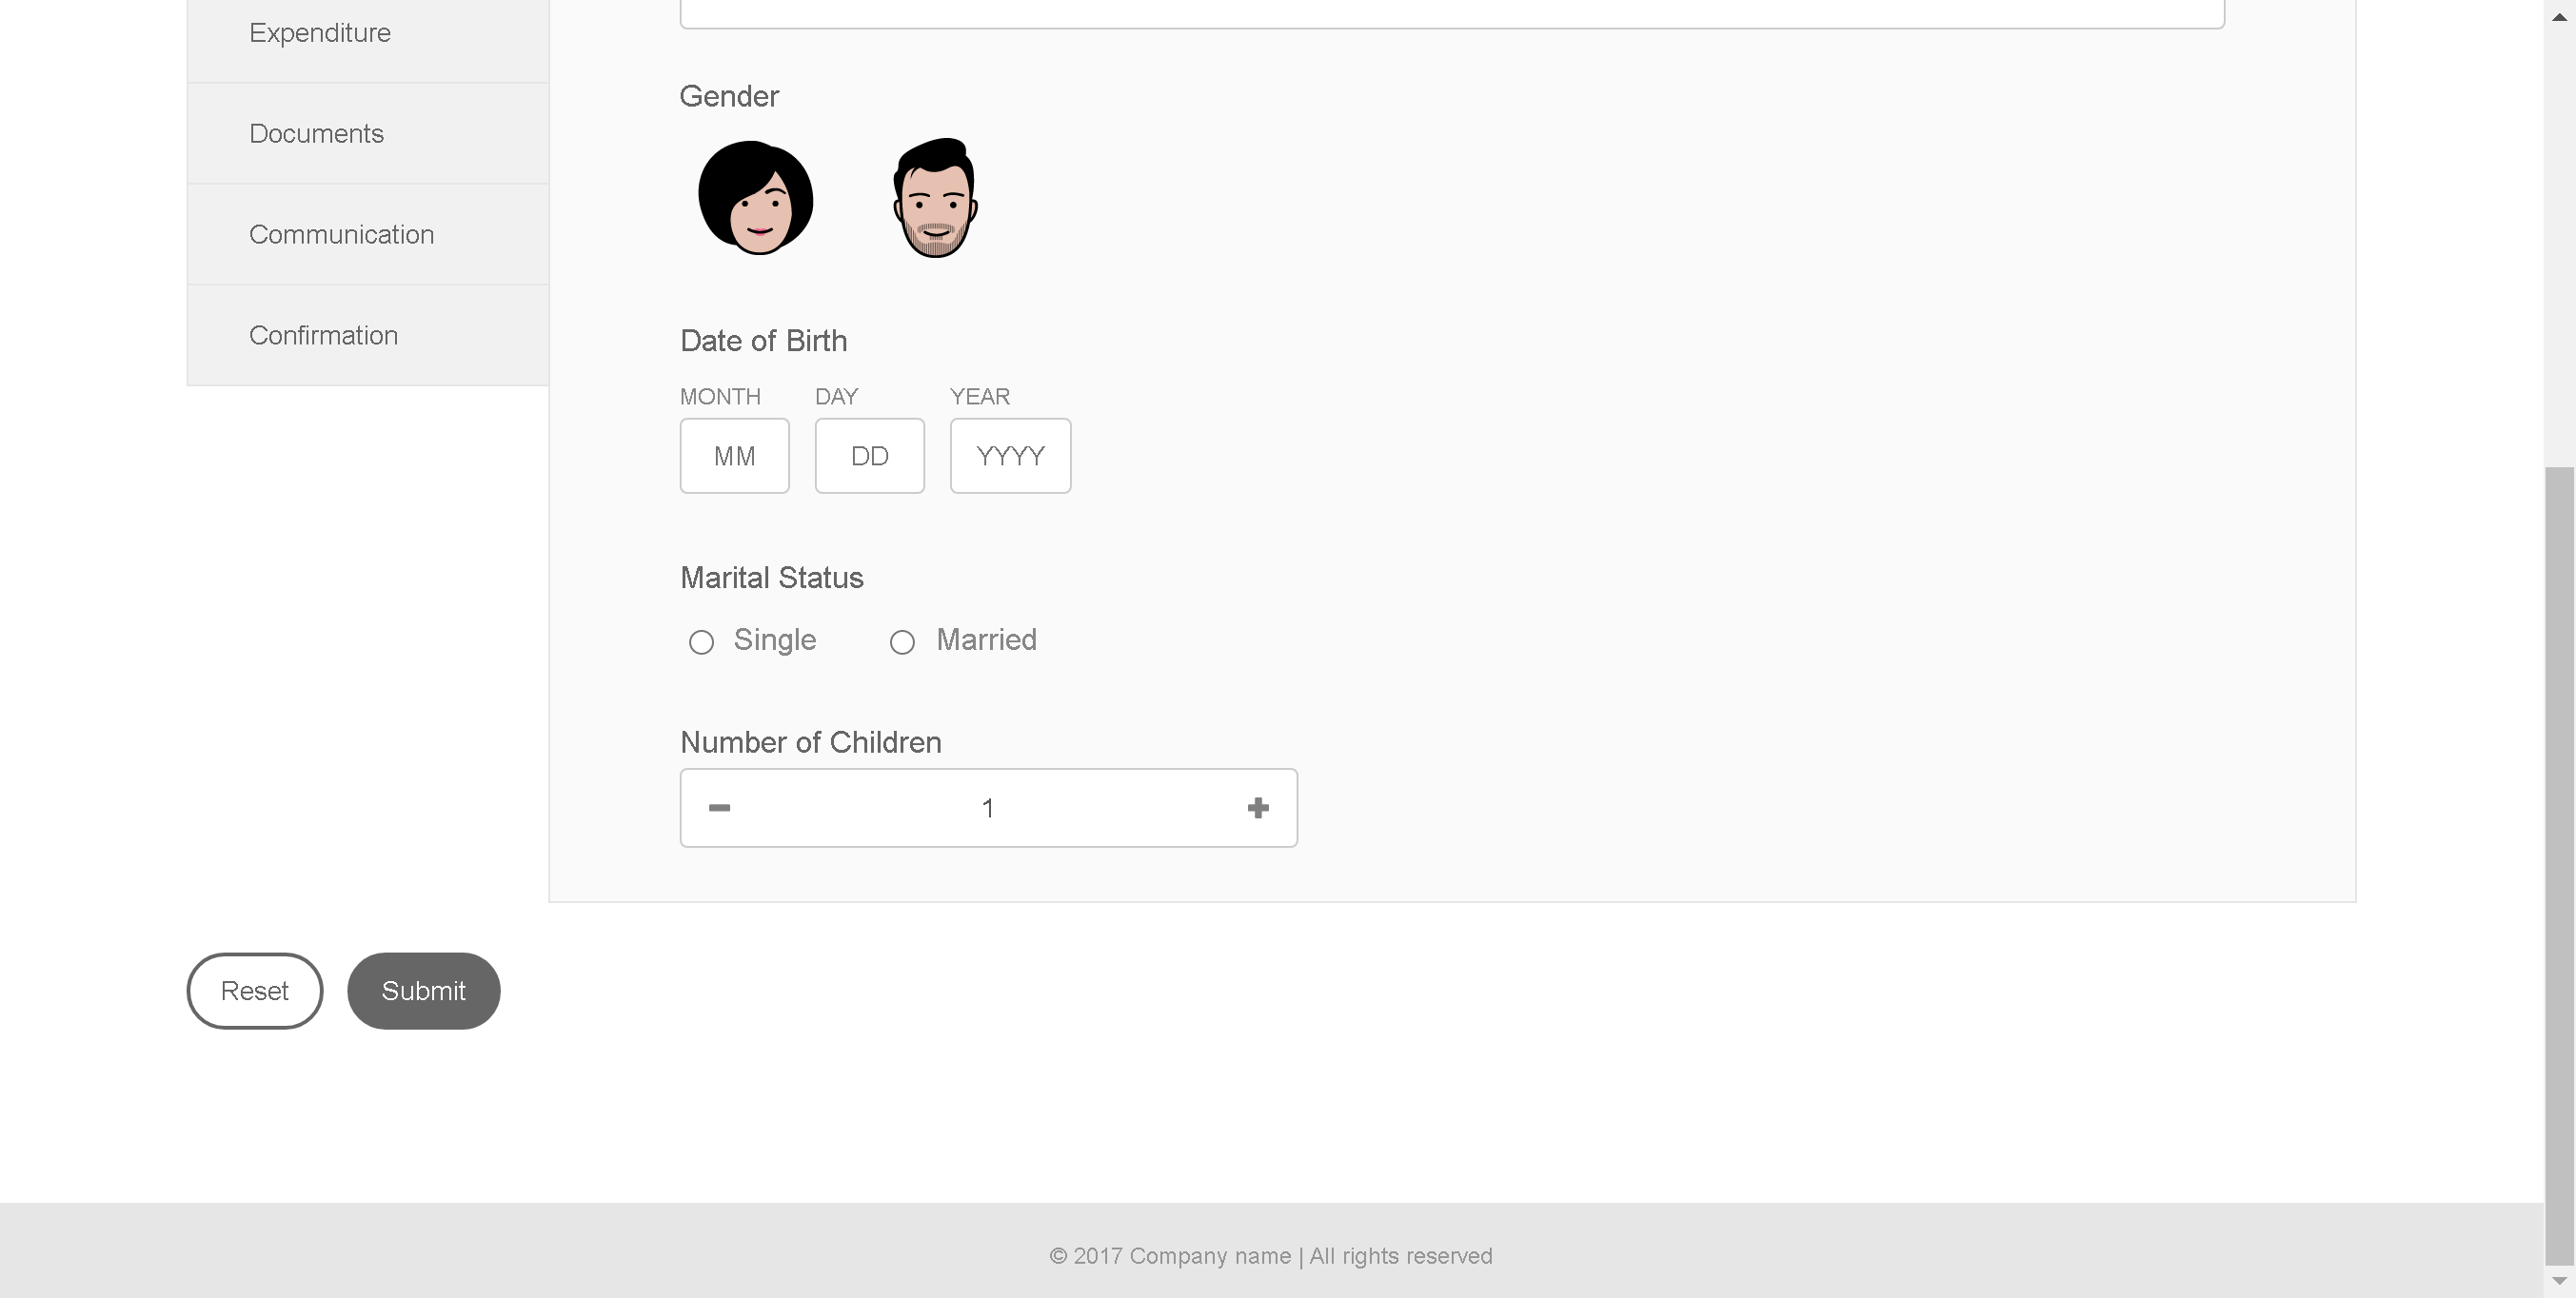 Expenditure
Documents
Communication
Confirmation
Gender
Date of Birth
MONTH DAY YEAR
MM DD YYYY
Marital Status
Single Married
Number of Children
1
Reset Submit
© 2017 Company name | All rights reserved